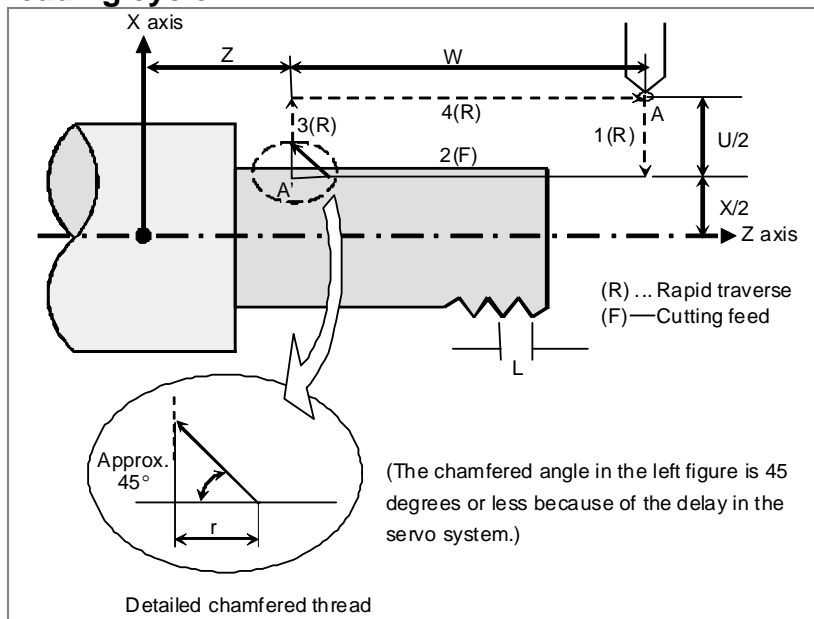 X axis
Z
W
A
3(R)
4(R)
1(R)
U/2
2(F)
A'
X/2
Z axis
(R) ... Rapid traverse
(F) — Cutting feed
L
Approx.
45°
r
(The chamfered angle in the left figure is 45
degrees or less because of the delay in the
servo system.)
Detailed chamfered thread